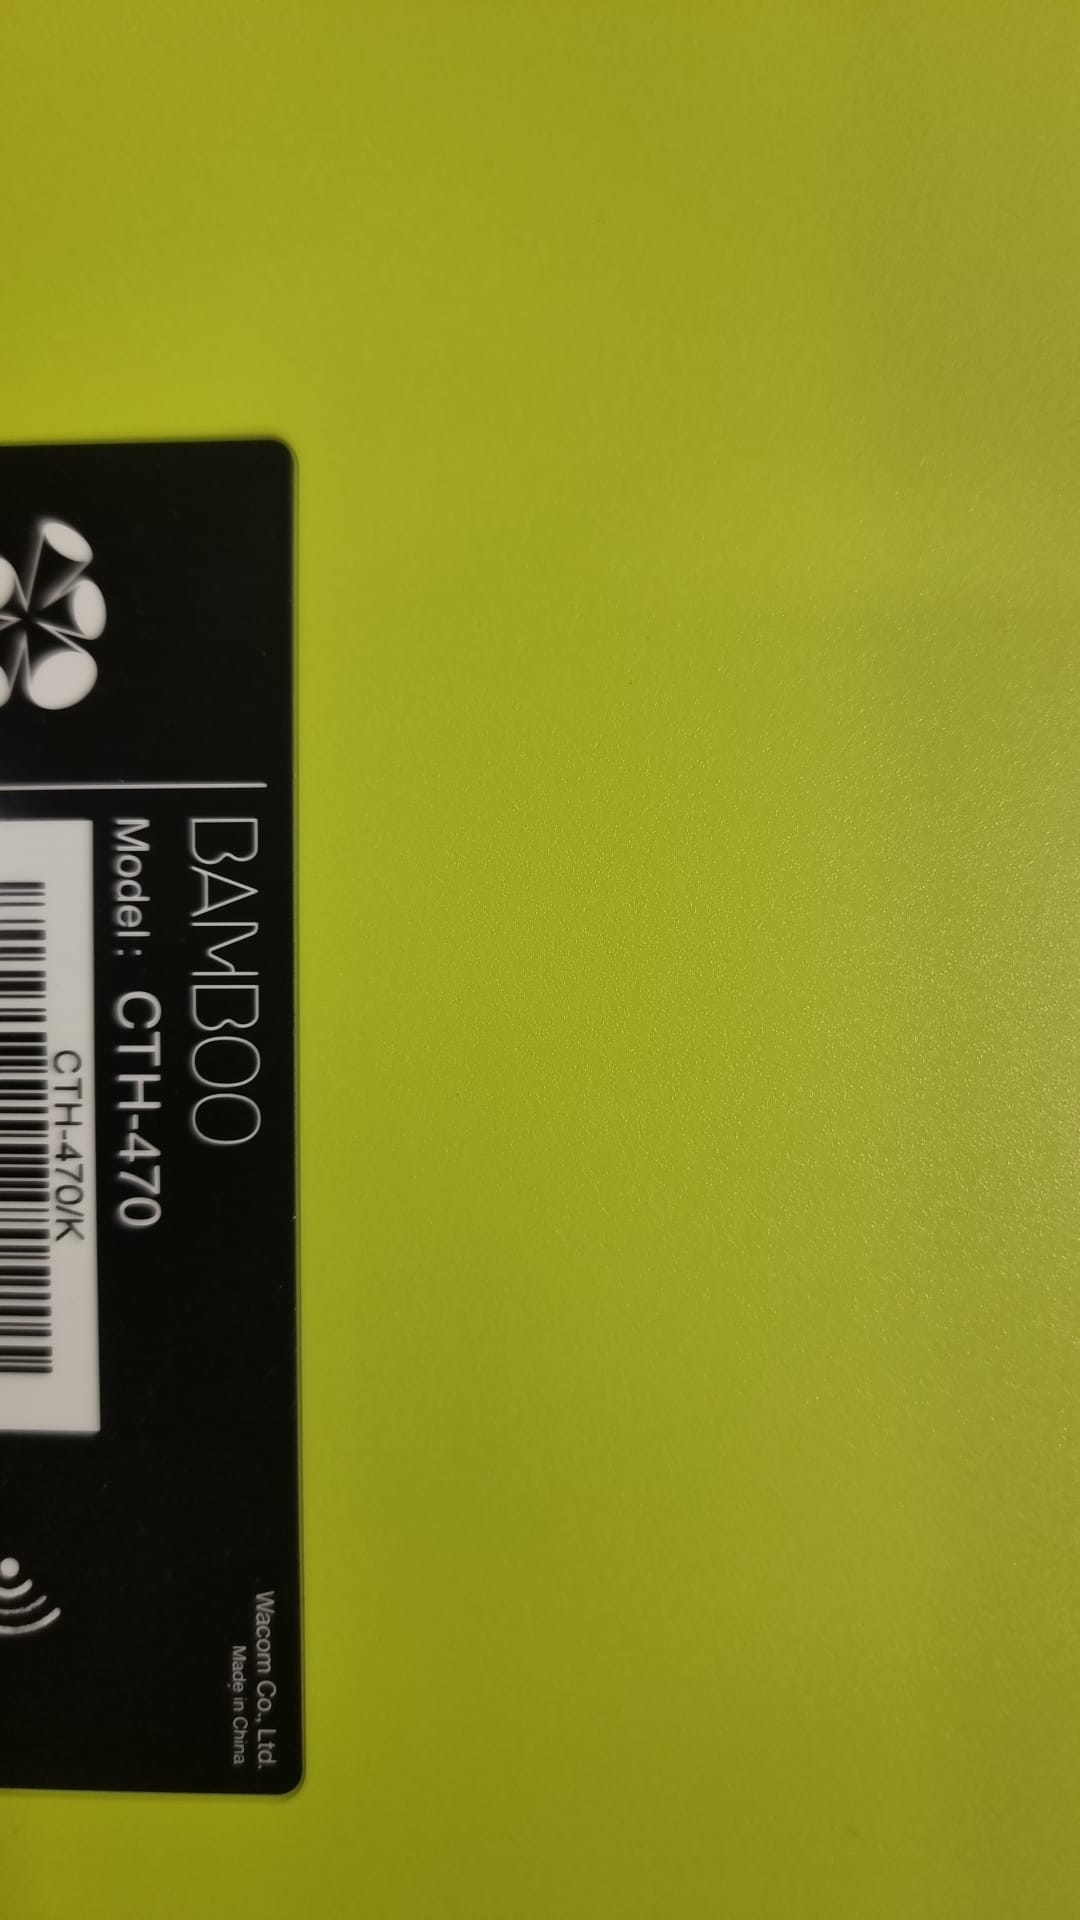 BAMBOO
Model: CTH-470
CTH-470/K
Wacom Co., Ltd.
Made in China